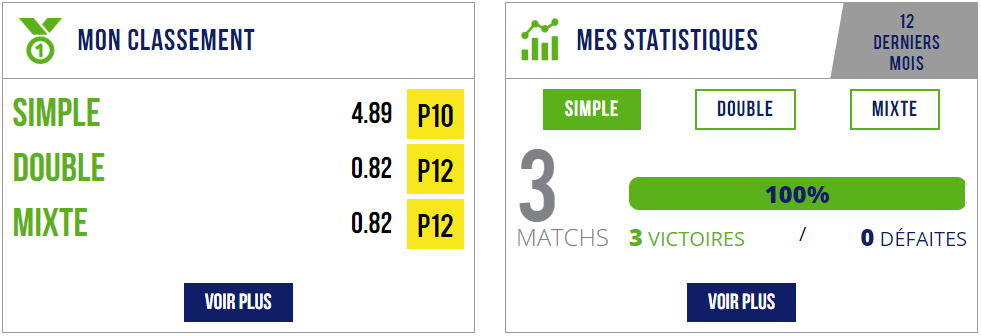 1
MON CLASSEMENT
SIMPLE 4.89 P10
DOUBLE 0.82 P12
MIXTE 0.82 P12
VOIR PLUS
MES STATISTIQUES
12
DERNIERS
MOIS
SIMPLE DOUBLE MIXTE
3
MATCHS
100%
3 VICTOIRES / 0 DÉFAITES
VOIR PLUS